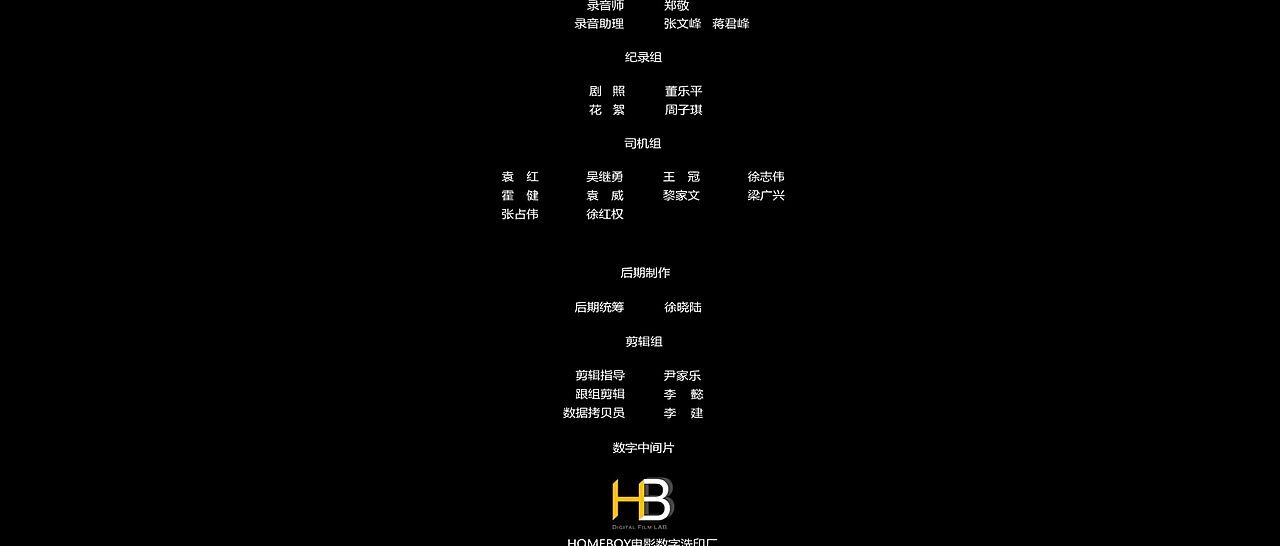 录音师 郑敬
录音助理 张文峰 蒋君峰
纪录组
剧 照 董乐平
花 絮 周子琪
司机组
袁 红 吴继勇 王 冠 徐志伟
霍 健 袁 威 黎家文 梁广兴
张占伟 徐红权
后期制作
后期统筹 徐晓陆
剪辑组
剪辑指导 尹家乐
跟组剪辑 李 懿
数据拷贝员 李 建
数字中间片
HB
DIGITAL FILM LAB.
HOMEBOY电影数字洗印厂